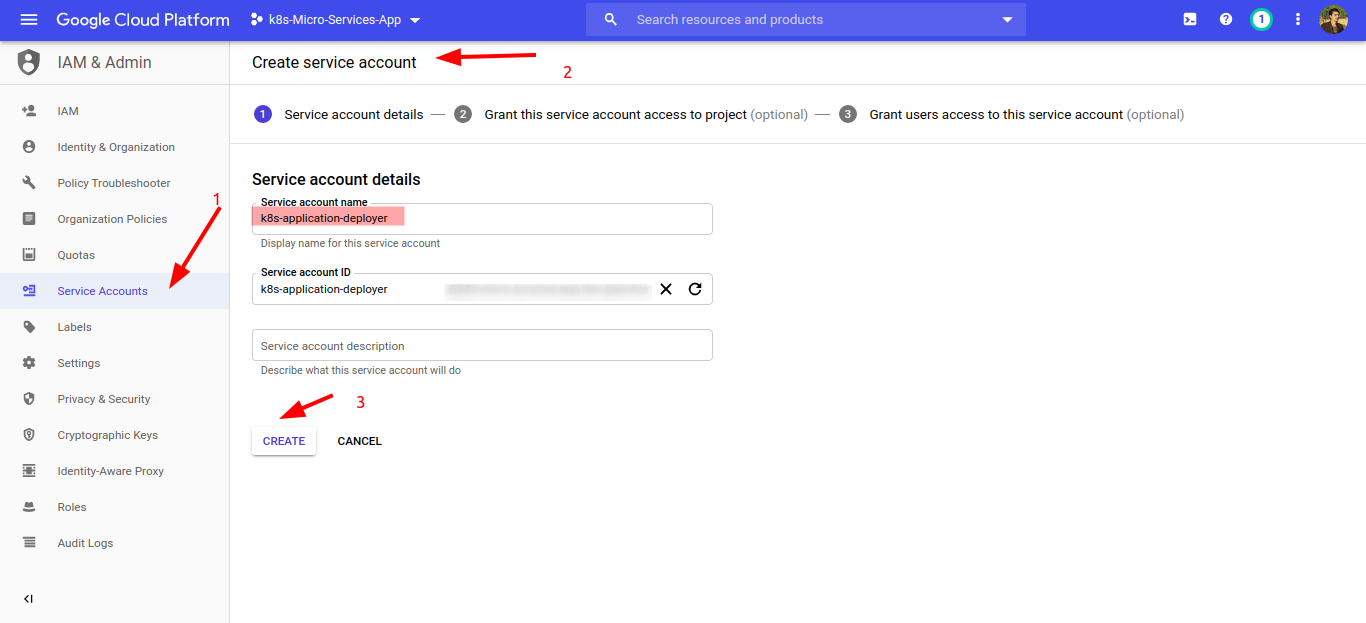 Google Cloud Platform
k8s-Micro-Services-App
Search resources and products
1
IAM & Admin
Create service account
2
1 Service account details — 2 Grant this service account access to project (optional) — 3 Grant users access to this service account (optional)
IAM
Identity & Organization
Policy Troubleshooter
Organization Policies
Quotas
Service Accounts
Labels
Settings
Privacy & Security
Cryptographic Keys
Identity-Aware Proxy
Roles
Audit Logs
1
Service account details
Service account name
k8s-application-deployer
Display name for this service account
Service account ID
k8s-application-deployer
Service account description
Describe what this service account will do
3
CREATE CANCEL